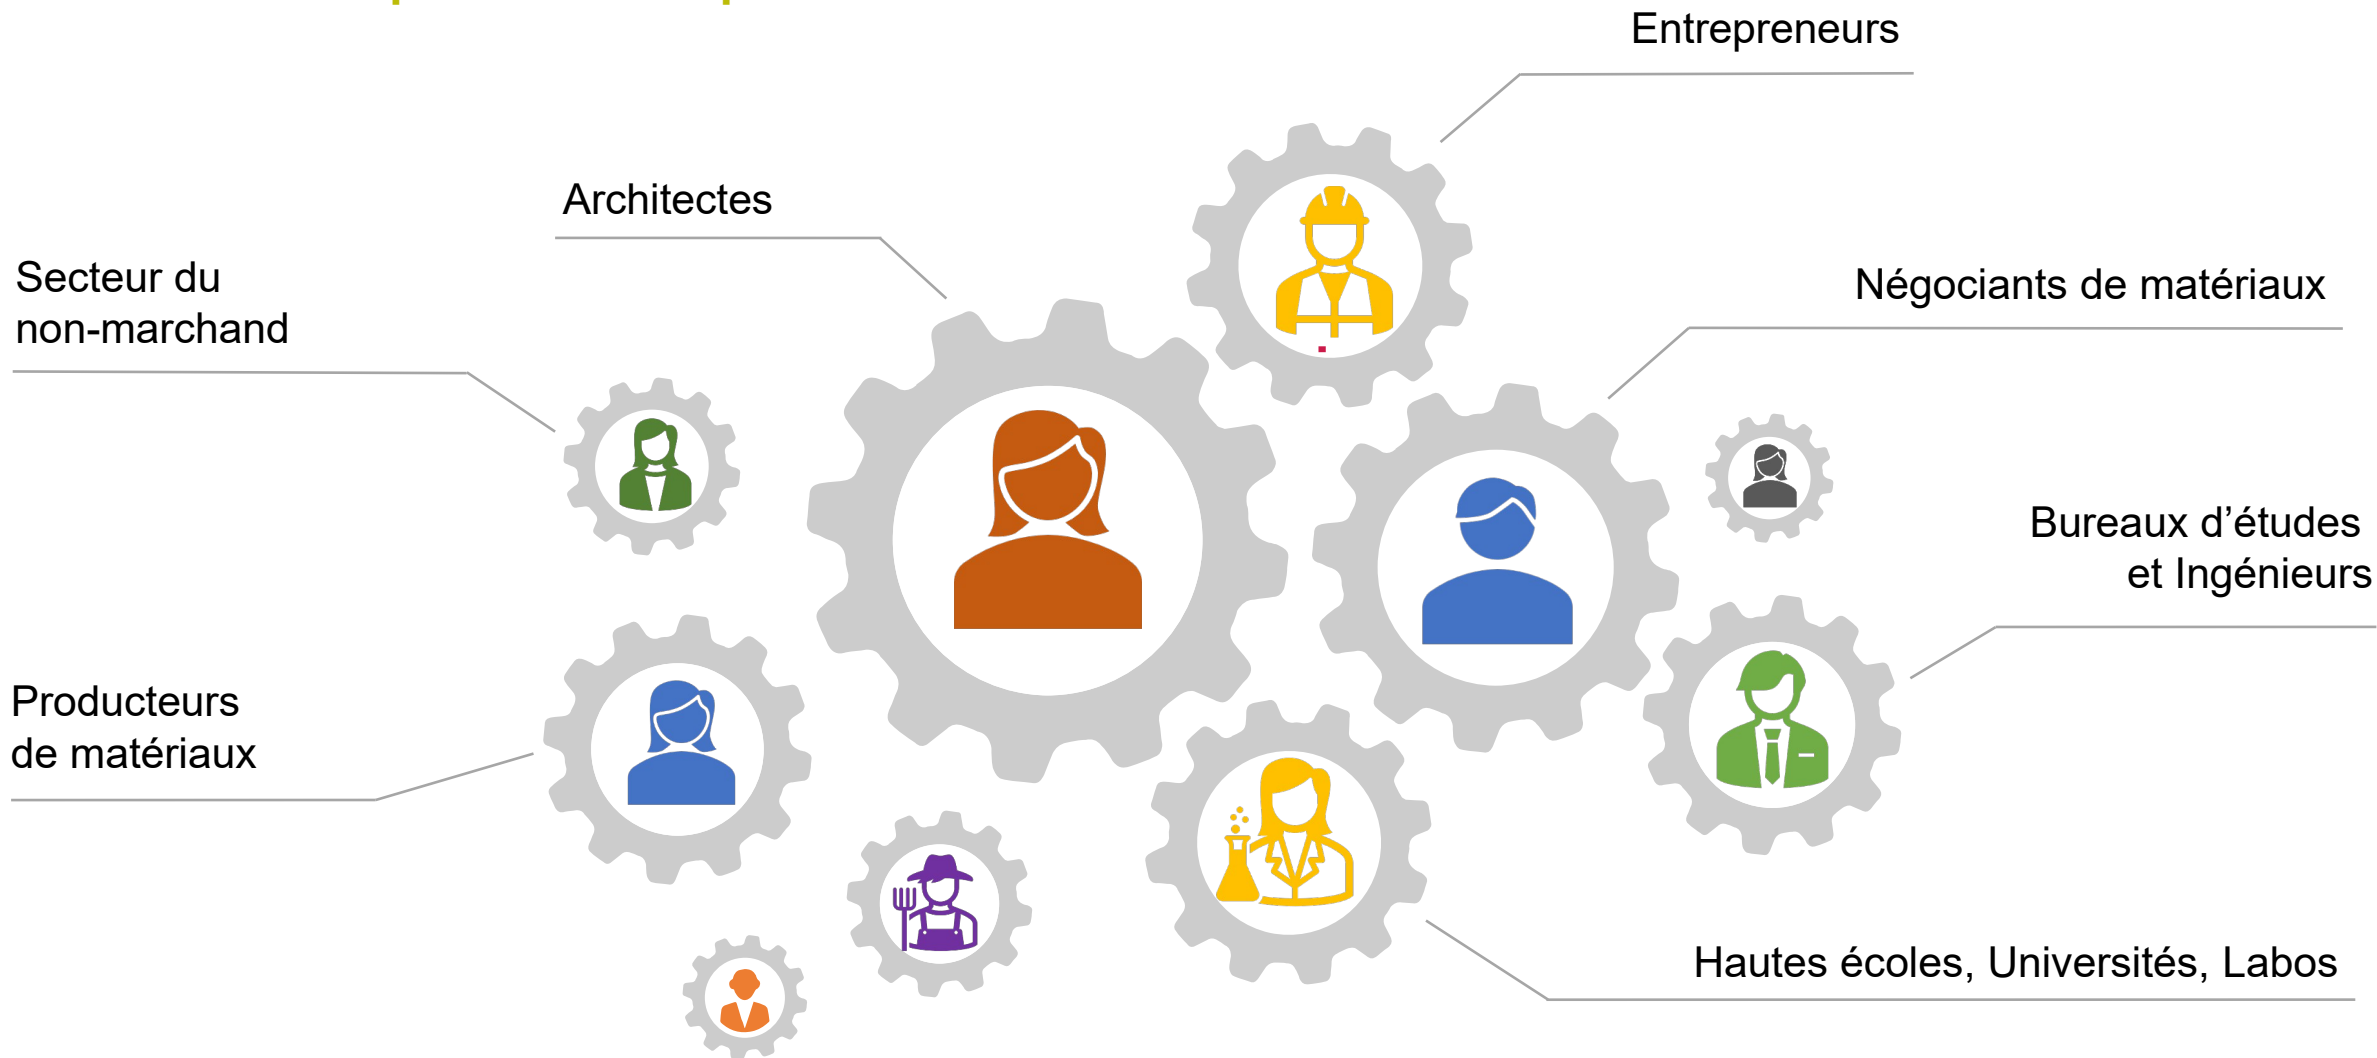 Entrepreneurs
Architectes
Secteur du
non-marchand
Négociants de matériaux
Bureaux d’études
et Ingénieurs
Producteurs
de matériaux
Hautes écoles, Universités, Labos